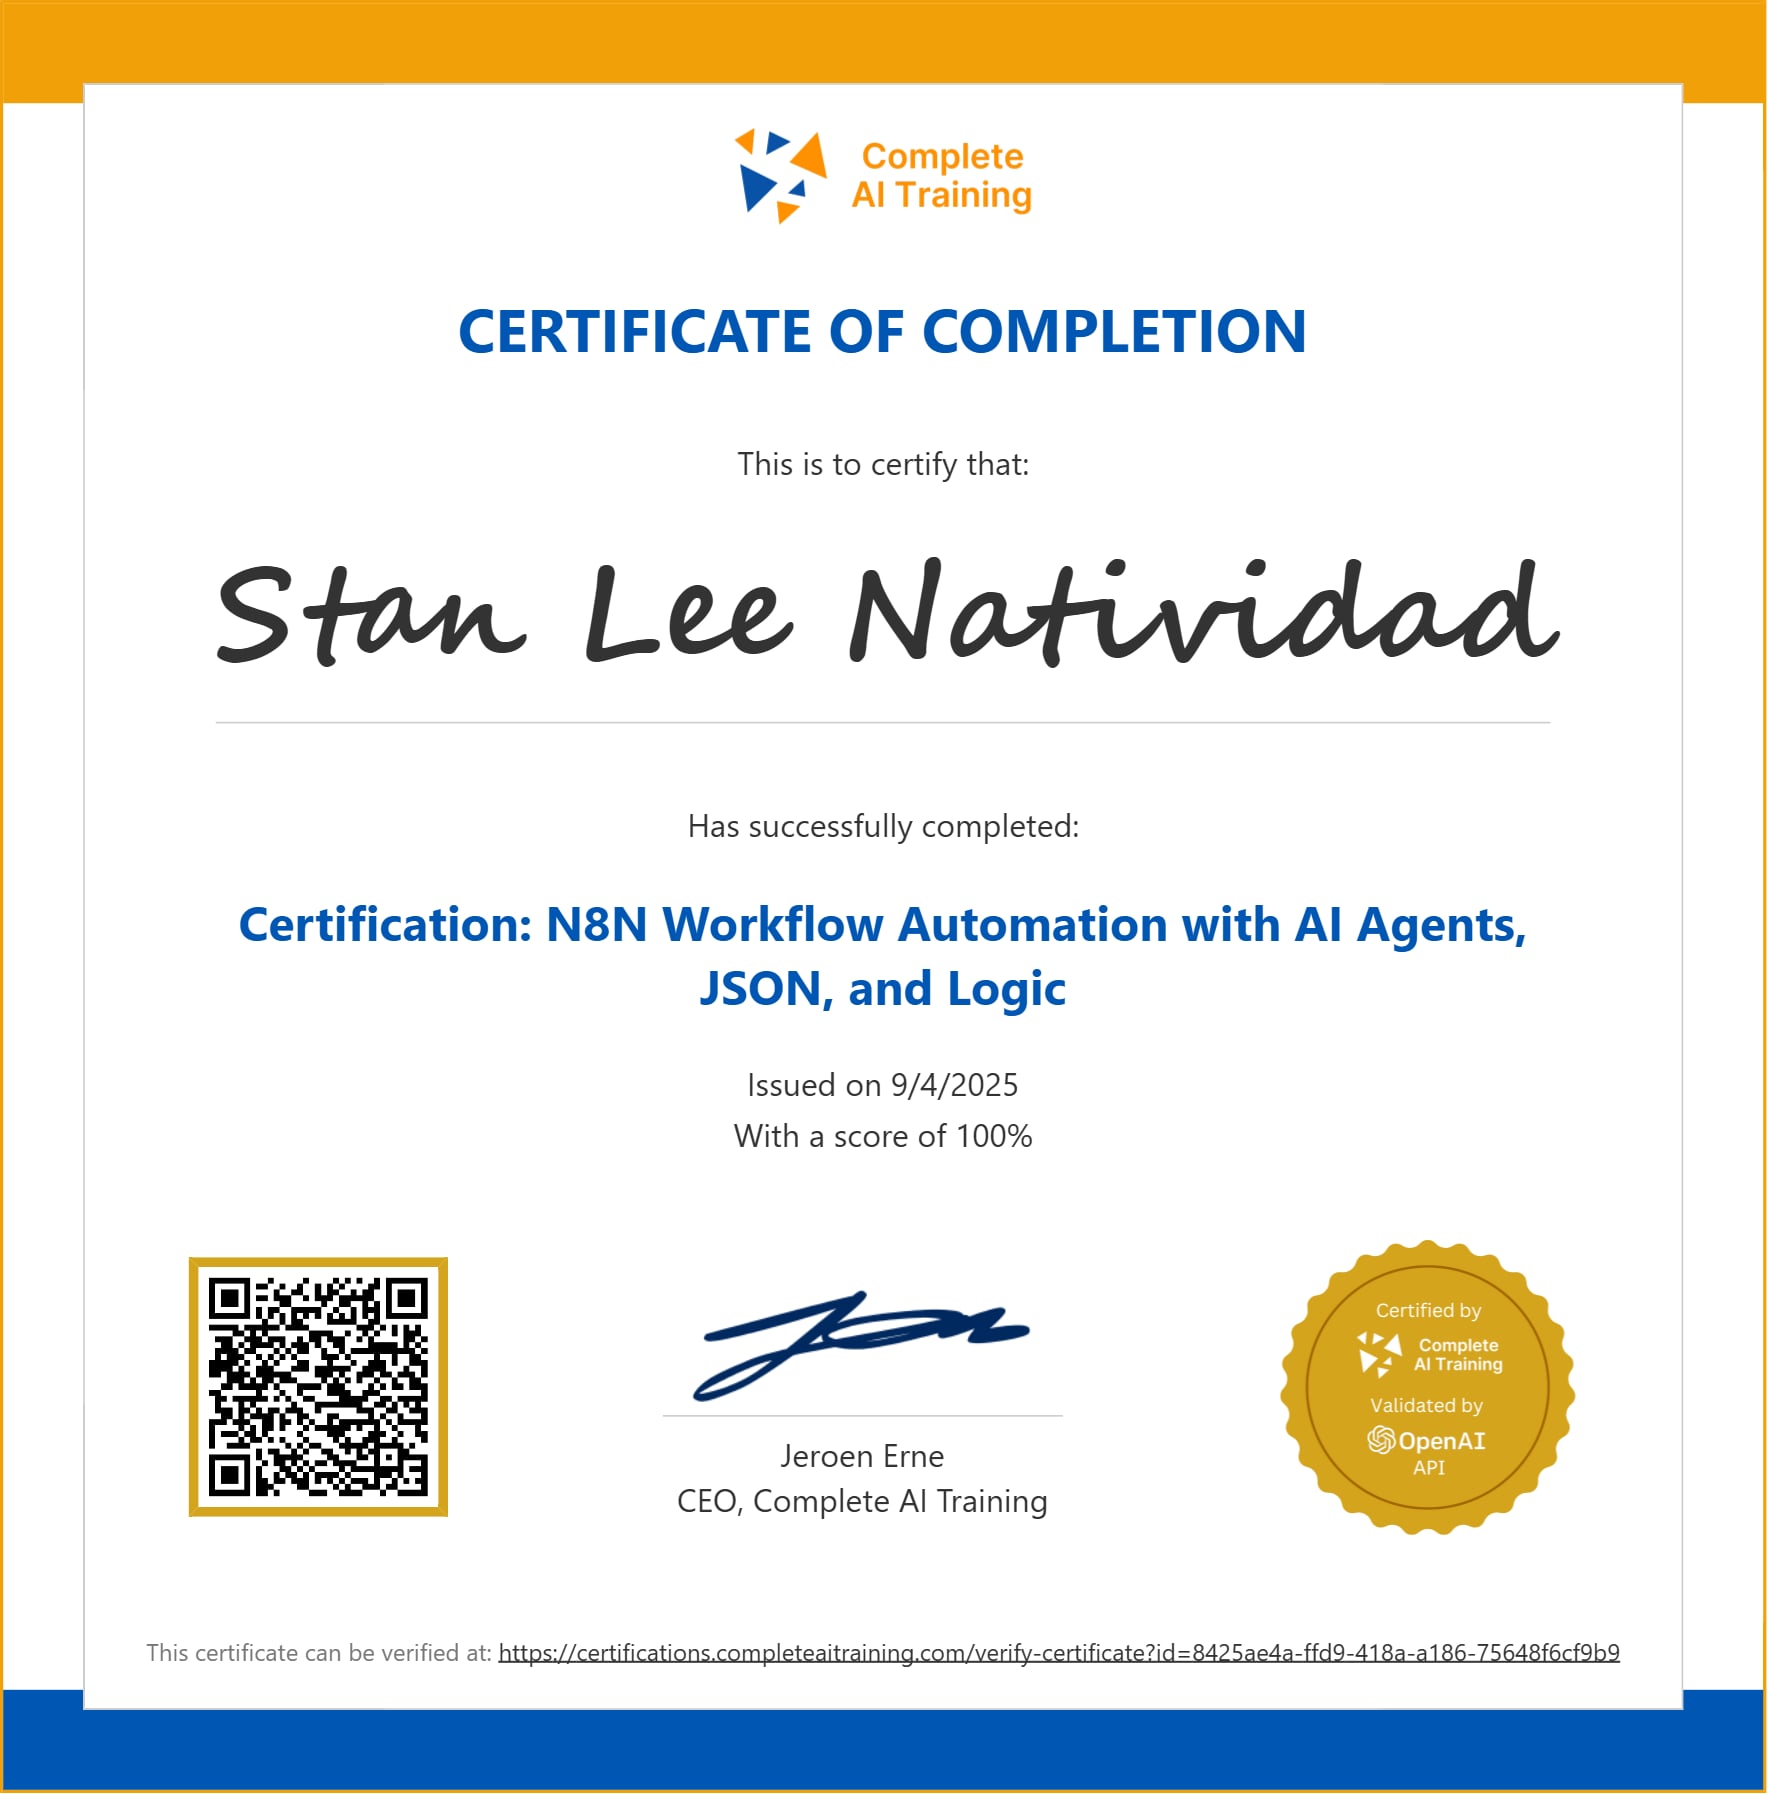 Complete
AI Training
CERTIFICATE OF COMPLETION
This is to certify that:
Stan Lee Natividad
Has successfully completed:
Certification: N8N Workflow Automation with AI Agents,
JSON, and Logic
Issued on 9/4/2025
With a score of 100%
Jeroen Erne
CEO, Complete AI Training
Certified by
Complete
AI Training
Validated by
OpenAI
API
This certificate can be verified at: https://certifications.completeaitraining.com/verify-certificate?id=8425ae4a-ffd9-418a-a186-75648f6cf9b9